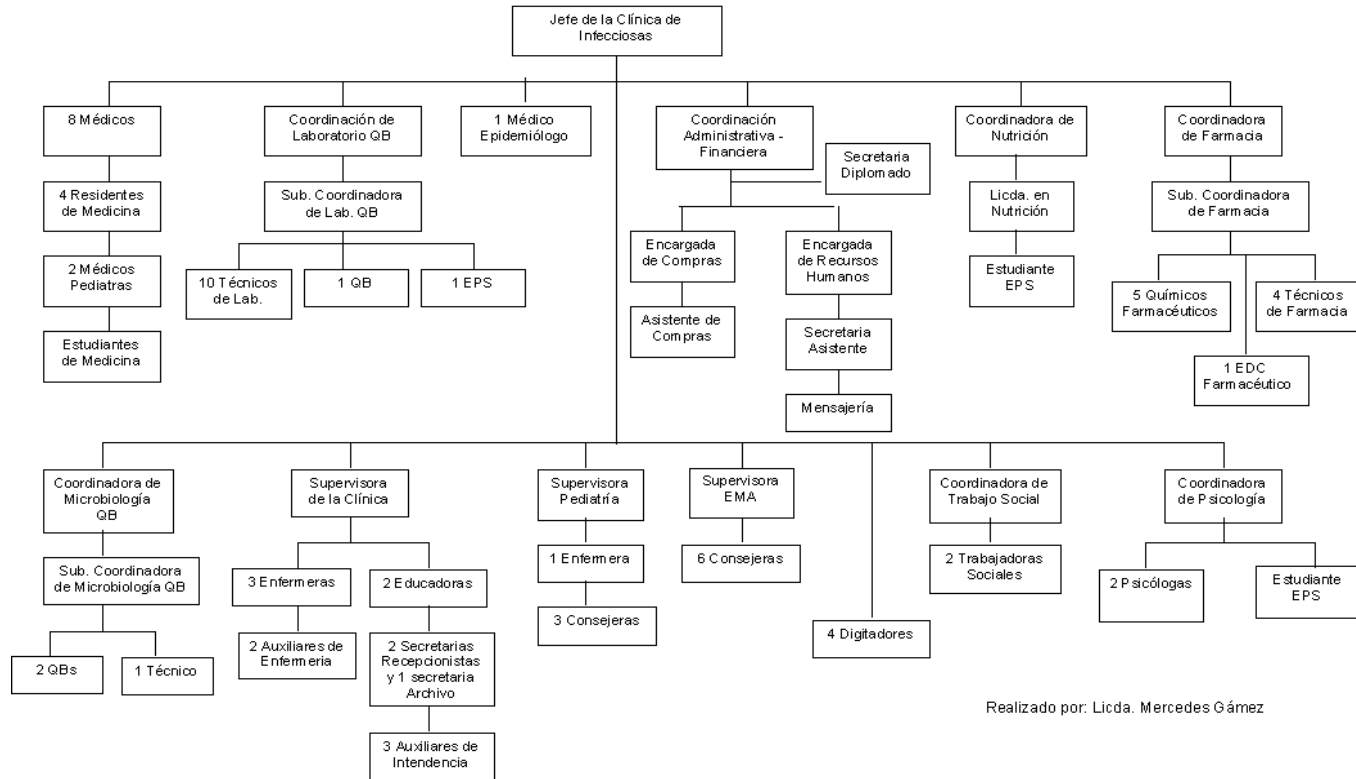 Jefe de la Clínica de
Infecciosas
8 Médicos
Coordinación de
Laboratorio QB
1 Médico
Epidemiólogo
Coordinación
Administrativa -
Financiera
Coordinadora de
Nutrición
Coordinadora
de Farmacia
Secretaria
Diplomado
4 Residentes
de Medicina
Sub. Coordinadora
de Lab. QB
Licda. en
Nutrición
Sub. Coordinadora
de Farmacia
2 Médicos
Pediatras
10 Técnicos
de Lab.
1 QB
1 EPS
Encargada
de Compras
Encargada
de Recursos
Humanos
Estudiante
EPS
5 Químicos
Farmacéuticos
4 Técnicos
de Farmacia
Estudiantes
de Medicina
Asistente de
Compras
Secretaria
Asistente
1 EDC
Farmacéutico
Mensajería
Coordinadora de
Microbiología
QB
Supervisora
de la Clínica
Supervisora
Pediatría
Supervisora
EMA
Coordinadora de
Trabajo Social
Coordinadora
de Psicología
Sub. Coordinadora
de Microbiología QB
3 Enfermeras
2 Educadoras
1 Enfermera
6 Consejeras
2 Trabajadoras
Sociales
2 Psicólogas
Estudiante
EPS
2 QBs
1 Técnico
2 Auxiliares de
Enfermeria
2 Secretarias
Recepcionistas
y 1 secretaria
Archivo
3 Consejeras
4 Digitadores
3 Auxiliares de
Intendencia
Realizado por: Licda. Mercedes Gámez